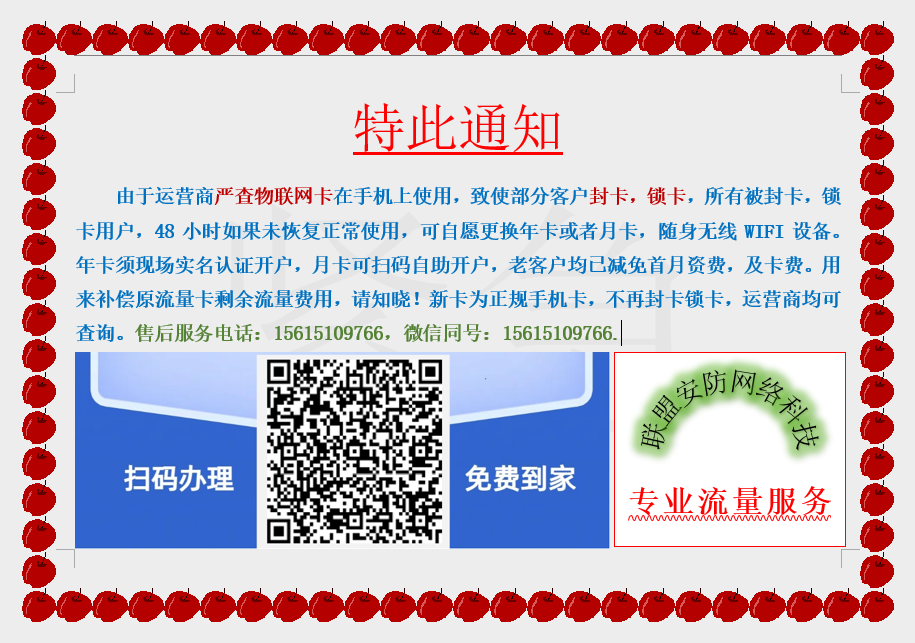 特此通知
由于运营商严查物联网卡在手机上使用，致使部分客户封卡，锁卡，所有被封卡，锁
卡用户，48 小时如果未恢复正常使用，可自愿更换年卡或者月卡，随身无线 WIFI 设备。
年卡须现场实名认证开户，月卡可扫码自助开户，老客户均已减免首月资费，及卡费。用
来补偿原流量卡剩余流量费用，请知晓！新卡为正规手机卡，不再封卡锁卡，运营商均可
查询。售后服务电话：15615109766，微信同号：15615109766.
扫码办理
免费到家
联盟安防网络科技
专业流量服务